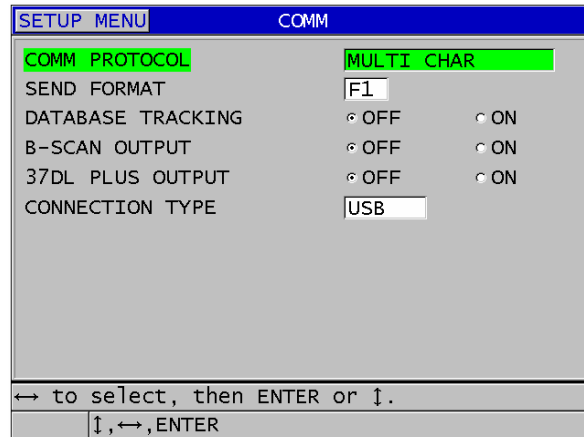 SETUP MENU COMM
COMM PROTOCOL MULTI CHAR
SEND FORMAT F1
DATABASE TRACKING OFF ON
B-SCAN OUTPUT OFF ON
37DL PLUS OUTPUT OFF ON
CONNECTION TYPE USB
↔ to select, then ENTER or ↕.
↕,↔,ENTER